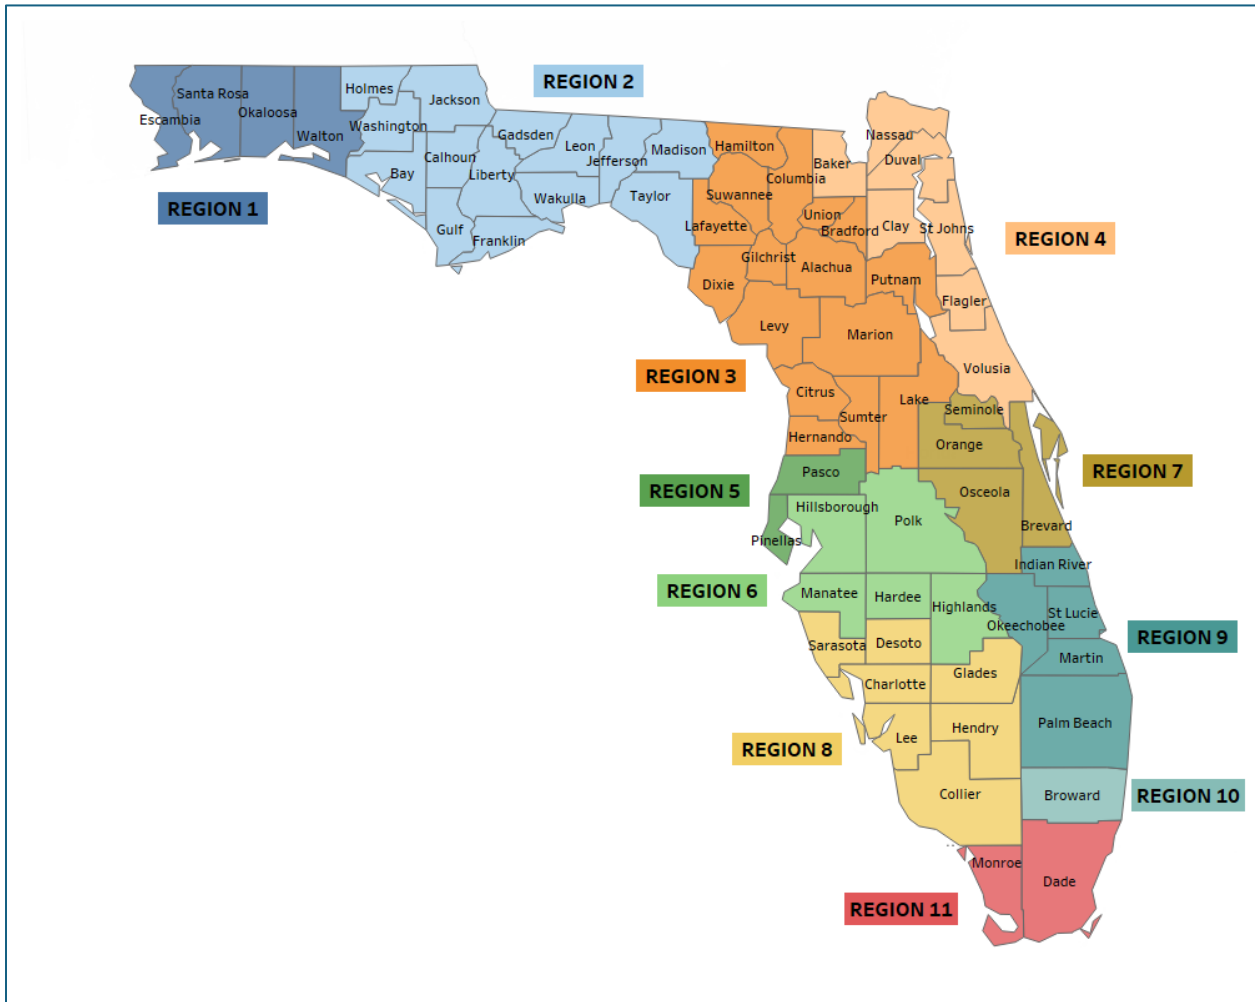 REGION 2
Holmes
Jackson
Santa Rosa
Okaloosa
Escambia
Walton
Washington
Gadsden
Leon
Jefferson
Madison
Hamilton
Nassau
Duval
Baker
Columbia
Calhoun
Bay
Liberty
Wakulla
Taylor
Suwannee
REGION 1
Union
Lafayette
Bradford
Clay
St Johns
REGION 4
Gulf
Franklin
Gilchrist
Alachua
Putnam
Dixie
Flagler
Levy
Marion
REGION 3
Volusia
Citrus
Lake
Sumter
Seminole
Hernando
Orange
Pasco
REGION 7
REGION 5
Osceola
Hillsborough
Polk
Brevard
Pinellas
Indian River
REGION 6
Manatee
Hardee
Highlands
St Lucie
Okeechobee
REGION 9
Sarasota
Desoto
Martin
Glades
Charlotte
Palm Beach
REGION 8
Lee
Hendry
Collier
Broward
REGION 10
Monroe
Dade
REGION 11